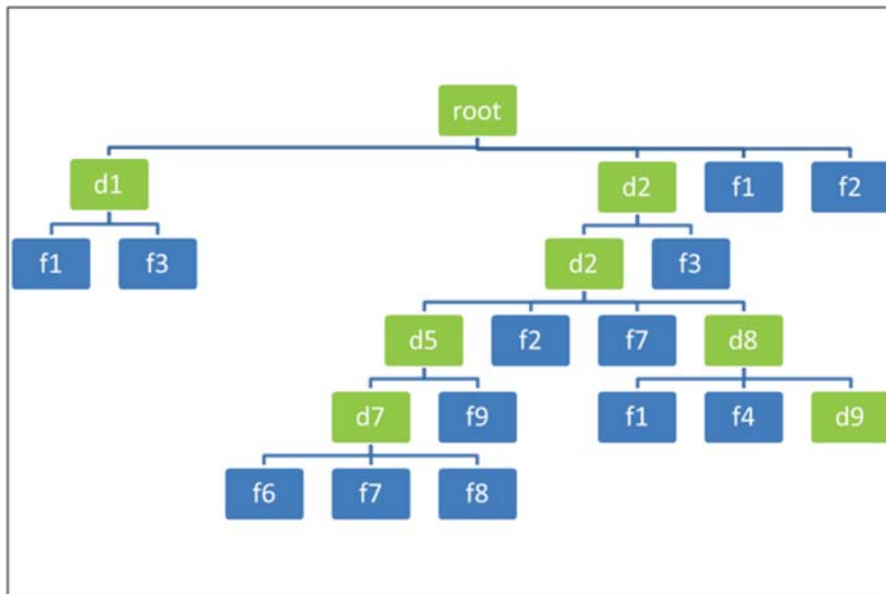 root
d1 d2 f1 f2
f1 f3 d2 f3
d5 f2 f7 d8
d7 f9 f1 f4 d9
f6 f7 f8